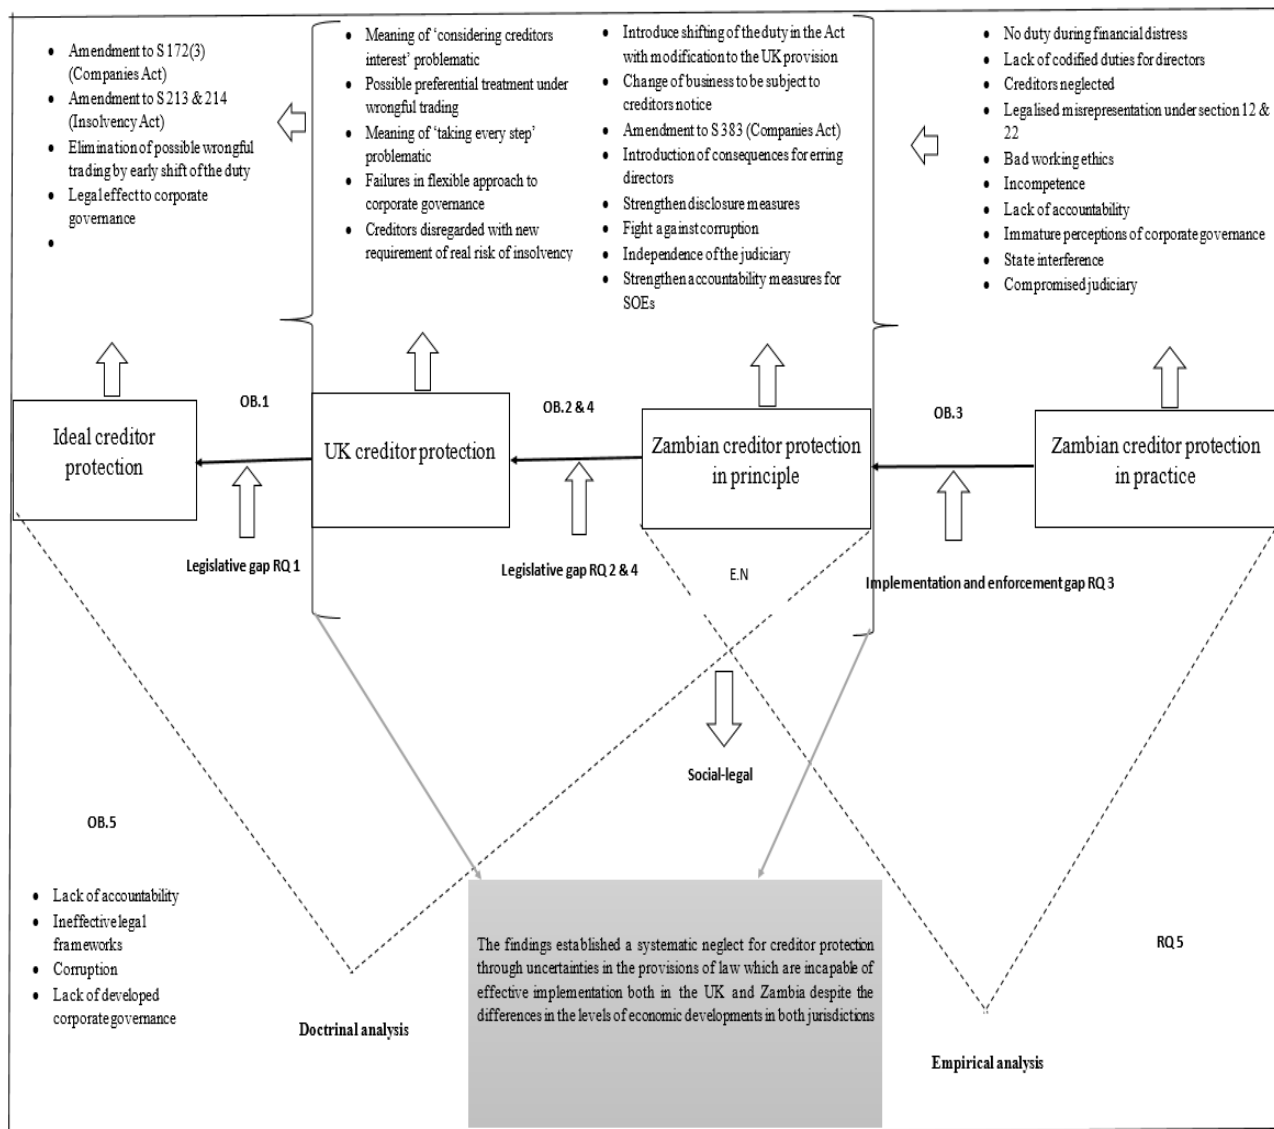 Amendment to S 172(3)
(Companies Act)
Amendment to S 213 & 214
(Insolvency Act)
Elimination of possible wrongful
trading by early shift of the duty
Legal effect to corporate
governance
Meaning of ‘considering creditors
interest’ problematic
Possible preferential treatment under
wrongful trading
Meaning of ‘taking every step’
problematic
Failures in flexible approach to
corporate governance
Creditors disregarded with new
requirement of real risk of insolvency
Introduce shifting of the duty in the Act
with modification to the UK provision
Change of business to be subject to
creditors notice
Amendment to S 383 (Companies Act)
Introduction of consequences for erring
directors
Strengthen disclosure measures
Fight against corruption
Independence of the judiciary
Strengthen accountability measures for
SOEs
No duty during financial distress
Lack of codified duties for directors
Creditors neglected
Legalised misrepresentation under section 12 &
22
Bad working ethics
Incompetence
Lack of accountability
Immature perceptions of corporate governance
State interference
Compromised judiciary
Ideal creditor
protection
OB.1
UK creditor protection
OB.2 & 4
Zambian creditor protection
in principle
OB.3
Zambian creditor protection
in practice
Legislative gap RQ 1
Legislative gap RQ 2 & 4
E.N
Implementation and enforcement gap RQ 3
Social-legal
OB.5
Lack of accountability
Ineffective legal
frameworks
Corruption
Lack of developed
corporate governance
Doctrinal analysis
The findings established a systematic neglect for creditor protection
through uncertainties in the provisions of law which are incapable of
effective implementation both in the UK and Zambia despite the
differences in the levels of economic developments in both jurisdictions
RQ 5
Empirical analysis